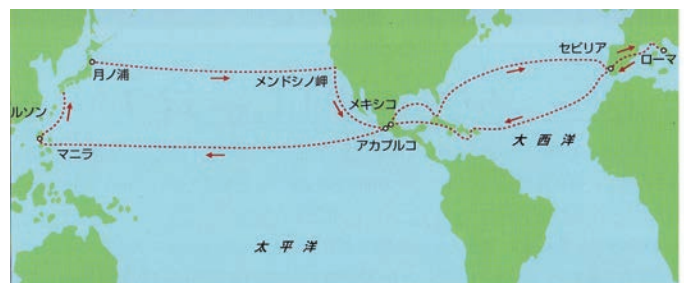 セビリア
ローマ
月ノ浦
メンドシノ岬
メキシコ
ルソン
アカプルコ
大西洋
マニラ
太平洋